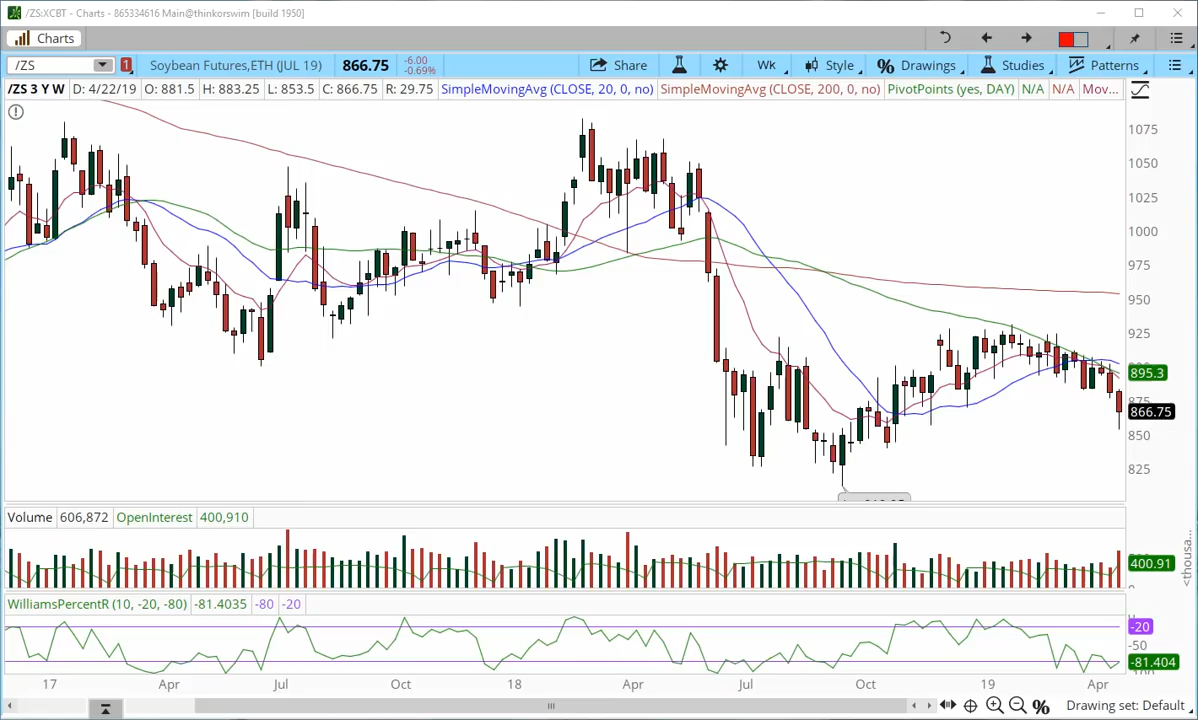 /ZS:XCBT - Charts - 865334616 Main@thinkorswim [build 1950]
Charts
/ZS 1 Soybean Futures,ETH (JUL 19) 866.75 -6.00 -0.69% Share Wk Style Drawings Studies Patterns
/ZS 3 Y W D: 4/22/19 O: 881.5 H: 883.25 L: 853.5 C: 866.75 R: 29.75 SimpleMovingAvg (CLOSE, 20, 0, no) SimpleMovingAvg (CLOSE, 200, 0, no) PivotPoints (yes, DAY) N/A N/A Mov...
1075
1050
1025
1000
975
950
925
895.3
875
866.75
850
825
Volume 606,872 OpenInterest 400,910
400.91
<thousa...
WilliamsPercentR (10, -20, -80) -81.4035 -80 -20
-20
-50
-81.404
17 Apr Jul Oct 18 Apr Jul Oct 19 Apr
Drawing set: Default